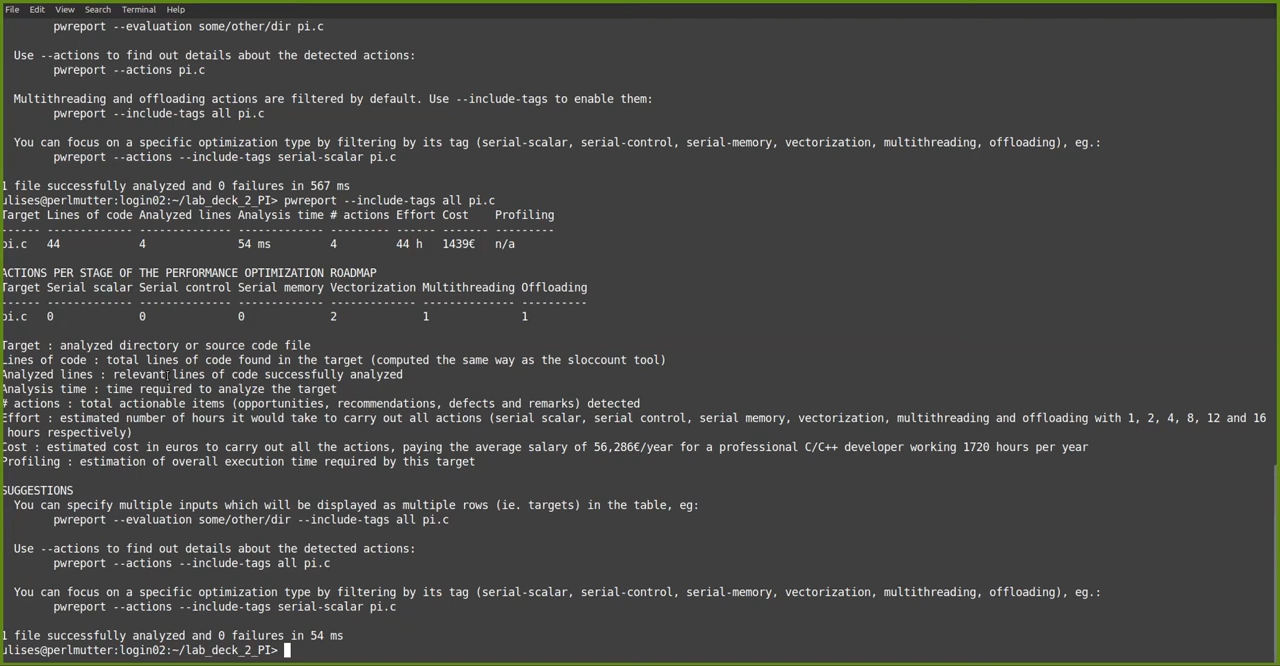 File Edit View Search Terminal Help
pwreport --evaluation some/other/dir pi.c
Use --actions to find out details about the detected actions:
pwreport --actions pi.c
Multithreading and offloading actions are filtered by default. Use --include-tags to enable them:
pwreport --include-tags all pi.c
You can focus on a specific optimization type by filtering by its tag (serial-scalar, serial-control, serial-memory, vectorization, multithreading, offloading), eg.:
pwreport --actions --include-tags serial-scalar pi.c
1 file successfully analyzed and 0 failures in 567 ms
ulises@perlmutter:login02:~/lab_deck_2_PI> pwreport --include-tags all pi.c
Target Lines of code Analyzed lines Analysis time # actions Effort Cost Profiling
------ ------------- -------------- ------------- --------- ------ ------- ---------
pi.c 44 4 54 ms 4 44 h 1439€ n/a
ACTIONS PER STAGE OF THE PERFORMANCE OPTIMIZATION ROADMAP
Target Serial scalar Serial control Serial memory Vectorization Multithreading Offloading
------ ------------- -------------- ------------- ------------- -------------- ----------
pi.c 0 0 0 2 1 1
Target : analyzed directory or source code file
Lines of code : total lines of code found in the target (computed the same way as the sloccount tool)
Analyzed lines : relevant lines of code successfully analyzed
Analysis time : time required to analyze the target
# actions : total actionable items (opportunities, recommendations, defects and remarks) detected
Effort : estimated number of hours it would take to carry out all actions (serial scalar, serial control, serial memory, vectorization, multithreading and offloading with 1, 2, 4, 8, 12 and 16
hours respectively)
Cost : estimated cost in euros to carry out all the actions, paying the average salary of 56,286€/year for a professional C/C++ developer working 1720 hours per year
Profiling : estimation of overall execution time required by this target
SUGGESTIONS
You can specify multiple inputs which will be displayed as multiple rows (ie. targets) in the table, eg:
pwreport --evaluation some/other/dir --include-tags all pi.c
Use --actions to find out details about the detected actions:
pwreport --actions --include-tags all pi.c
You can focus on a specific optimization type by filtering by its tag (serial-scalar, serial-control, serial-memory, vectorization, multithreading, offloading), eg.:
pwreport --actions --include-tags serial-scalar pi.c
1 file successfully analyzed and 0 failures in 54 ms
ulises@perlmutter:login02:~/lab_deck_2_PI>